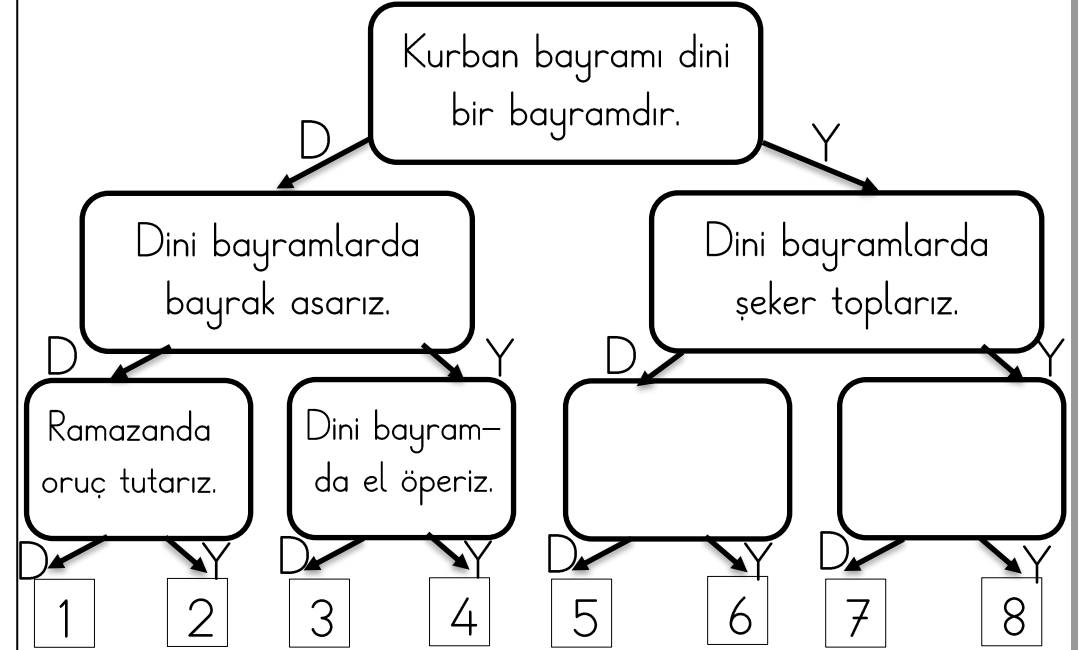 Kurban bayramı dini
bir bayramdır.
D
Y
Dini bayramlarda
bayrak asarız.
Dini bayramlarda
şeker toplarız.
D
Y
D
Y
Ramazanda
oruç tutarız.
Dini bayram-
da el öperiz.
D
Y
D
Y
D
Y
D
Y
1
2
3
4
5
6
7
8